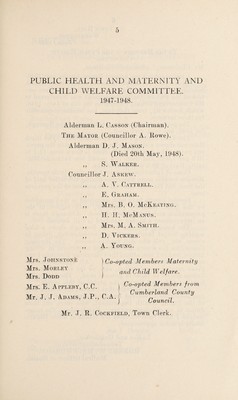 5
PUBLIC HEALTH AND MATERNITY AND
CHILD WELFARE COMMITTEE.
1947-1948.
Alderman L. Casson (Chairman).
The Mayor (Councillor A. Rowe).
Alderman D. J. Mason.
(Died 20th May, 1948).
,, S. Walker.
Councillor J. Askew.
,, A. V. Cattrell.
,, E. Graham.
,, Mrs. B. O. McKeating.
,, H. H. McManus.
,, Mrs. M. A. Smith.
,, D. Vickers.
,, A. Young.
Mrs. Johnstone
Mrs. Morley
Mrs. Dodd
Co-opted Members Maternity
and Child Welfare.
Mrs. E. Appleby, C.C.
Mr. J. J. Adams, J.P., C.A.
Co-opted Members from
Cumberland County
Council.
Mr. J. R. Cockfield, Town Clerk.